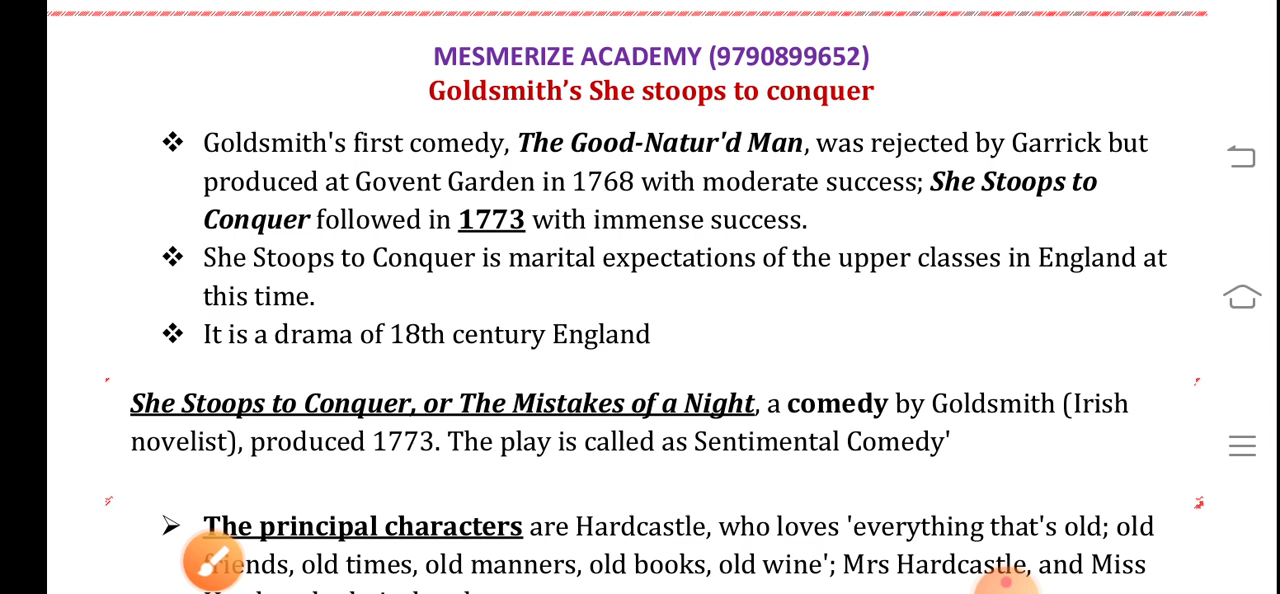 MESMERIZE ACADEMY (9790899652)
Goldsmith's She stoops to conquer
❖ Goldsmith's first comedy, The Good-Natur'd Man, was rejected by Garrick but
produced at Govent Garden in 1768 with moderate success; She Stoops to
Conquer followed in 1773 with immense success.
❖ She Stoops to Conquer is marital expectations of the upper classes in England at
this time.
❖ It is a drama of 18th century England
She Stoops to Conquer, or The Mistakes of a Night, a comedy by Goldsmith (Irish
novelist), produced 1773. The play is called as Sentimental Comedy'
➢ The principal characters are Hardcastle, who loves 'everything that's old; old
friends, old times, old manners, old books, old wine'; Mrs Hardcastle, and Miss